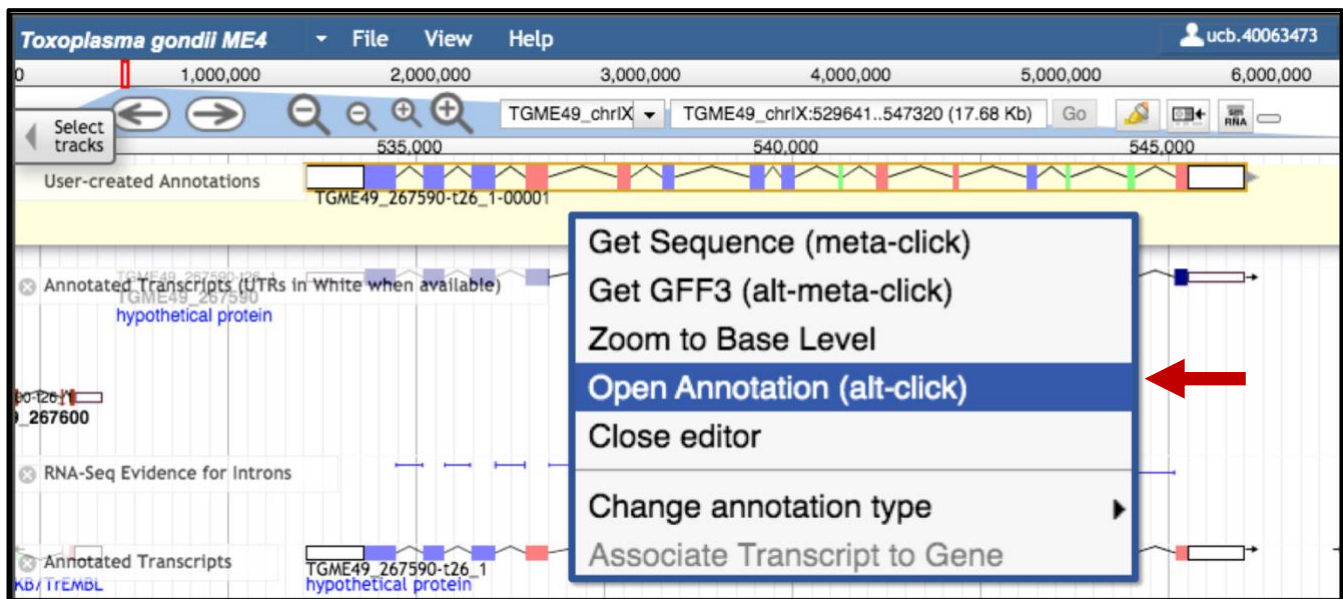 Toxoplasma gondii ME4 File View Help ucb.40063473
0 1,000,000 2,000,000 3,000,000 4,000,000 5,000,000 6,000,000
Select tracks
TGME49_chrIX TGME49_chrIX:529641..547320 (17.68 Kb) Go
RNA
535,000 540,000 545,000
User-created Annotations
TGME49_267590-t26_1-00001
Get Sequence (meta-click)
Get GFF3 (alt-meta-click)
Zoom to Base Level
Open Annotation (alt-click)
Close editor
Change annotation type
Associate Transcript to Gene
TGME49_267590-t26_1
Annotated Transcripts (UTRs in White when available)
TGME49_267590
hypothetical protein
_267600
RNA-Seq Evidence for Introns
Annotated Transcripts
TGME49_267590-t26_1
KB/TrEMBL hypothetical protein